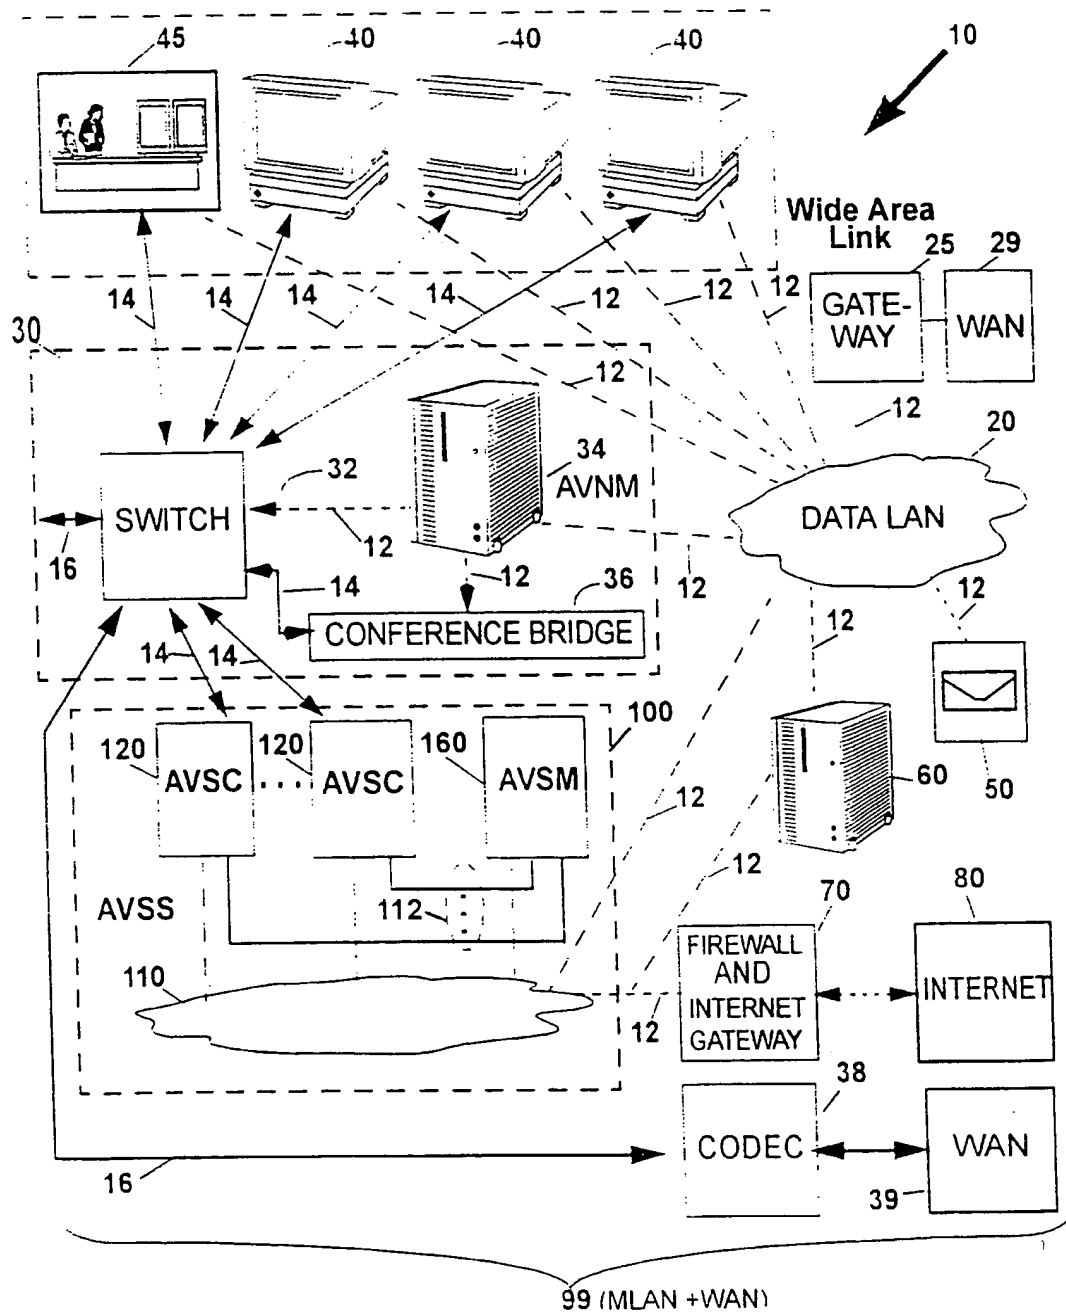 45
40
40
40
10
Wide Area
Link
25
29
GATE-
WAY
WAN
14
14
14
14
12
12
12
30
12
12
20
32
34
AVNM
SWITCH
DATA LAN
16
12
12
12
14
36
12
12
CONFERENCE BRIDGE
14
14
100
120
120
160
AVSC
AVSC
AVSM
60
50
12
12
AVSS
112
70
80
110
FIREWALL
AND
INTERNET
GATEWAY
INTERNET
12
38
CODEC
WAN
16
39
99 (MLAN +WAN)